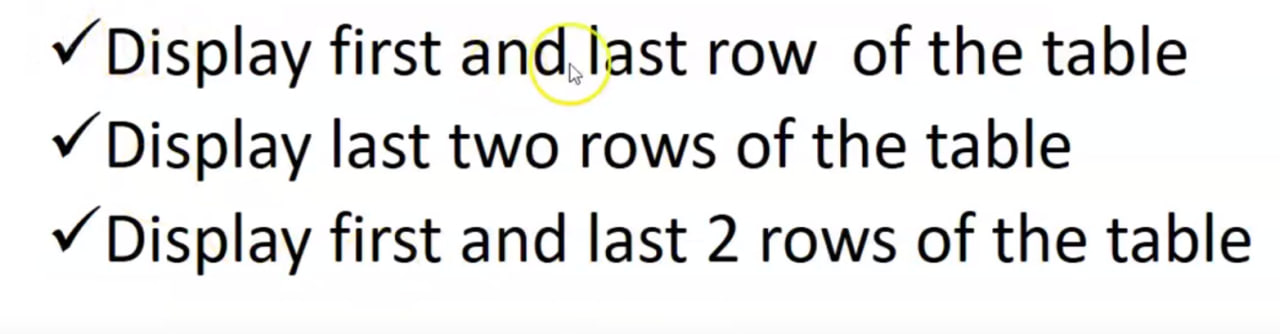 ✓Display first and last row of the table
✓Display last two rows of the table
✓Display first and last 2 rows of the table